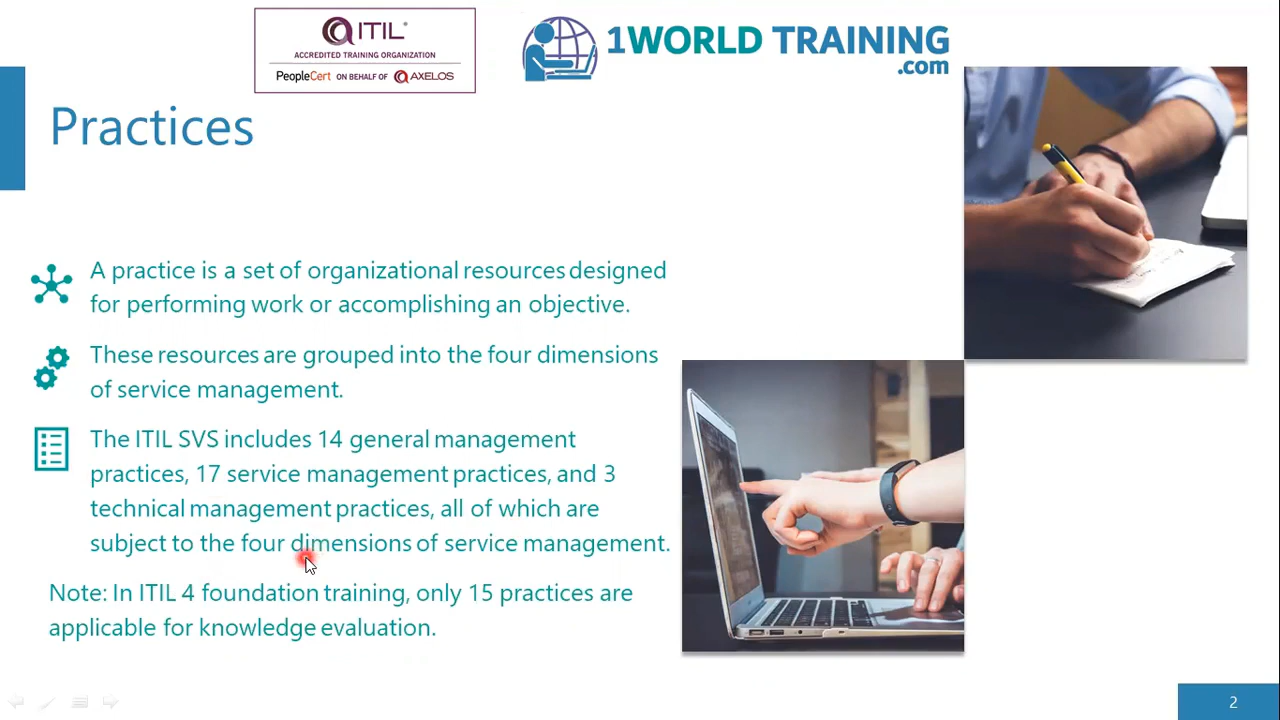 ITIL®
ACCREDITED TRAINING ORGANIZATION
PeopleCert ON BEHALF OF AXELOS
1WORLD TRAINING
.com
Practices
A practice is a set of organizational resources designed
for performing work or accomplishing an objective.
These resources are grouped into the four dimensions
of service management.
The ITIL SVS includes 14 general management
practices, 17 service management practices, and 3
technical management practices, all of which are
subject to the four dimensions of service management.
Note: In ITIL 4 foundation training, only 15 practices are
applicable for knowledge evaluation.
2